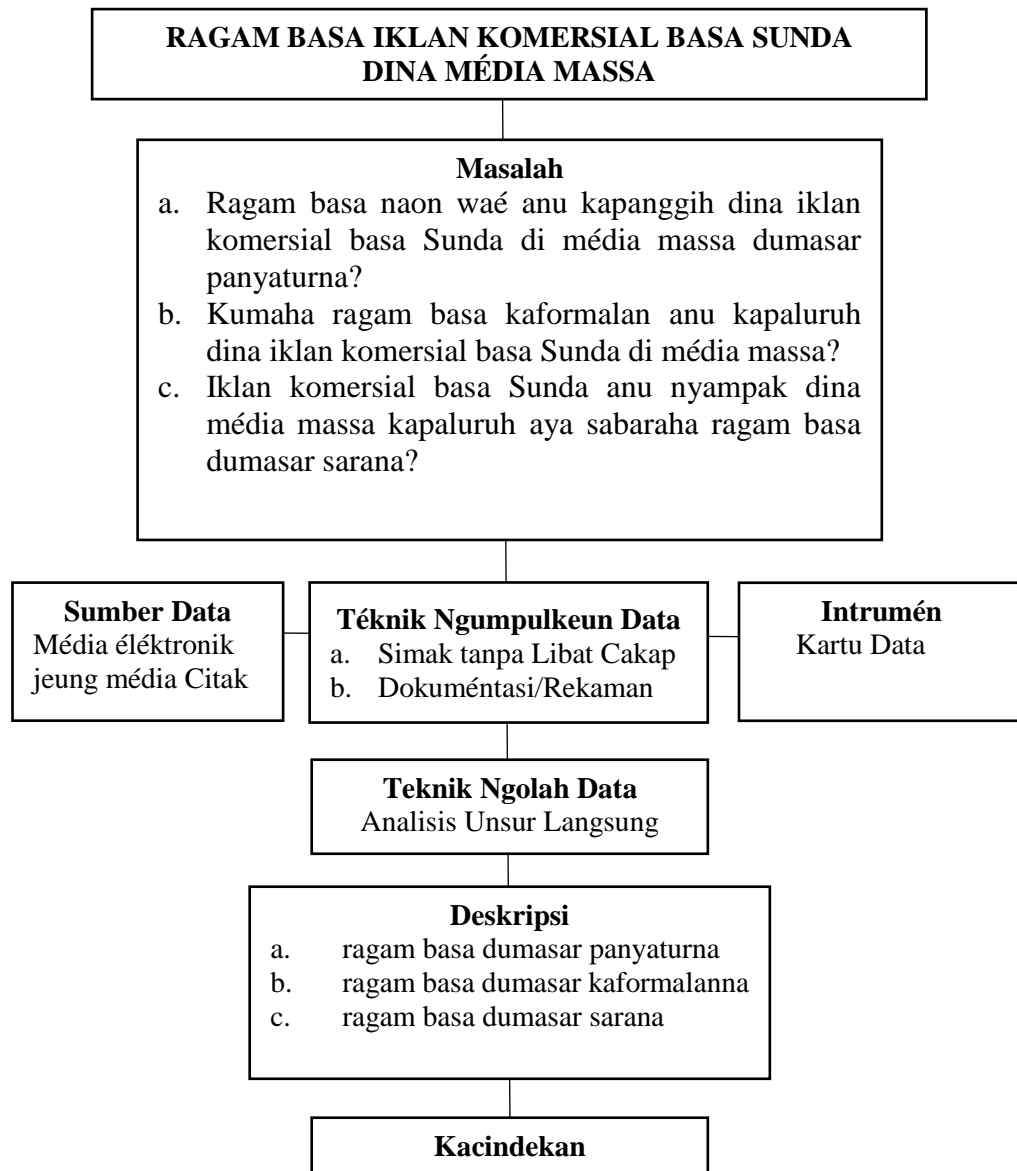 RAGAM BASA IKLAN KOMERSIAL BASA SUNDA
DINA MÉDIA MASSA
Masalah
a. Ragam basa naon waé anu kapanggih dina iklan
komersial basa Sunda di média massa dumasar
panyaturna?
b. Kumaha ragam basa kaformalan anu kapaluruh
dina iklan komersial basa Sunda di média massa?
c. Iklan komersial basa Sunda anu nyampak dina
média massa kapaluruh aya sabaraha ragam basa
dumasar sarana?
Sumber Data
Média éléktronik
jeung média Citak
Téknik Ngumpulkeun Data
a. Simak tanpa Libat Cakap
b. Dokuméntasi/Rekaman
Intrumén
Kartu Data
Teknik Ngolah Data
Analisis Unsur Langsung
Deskripsi
a. ragam basa dumasar panyaturna
b. ragam basa dumasar kaformalanna
c. ragam basa dumasar sarana
Kacindekan